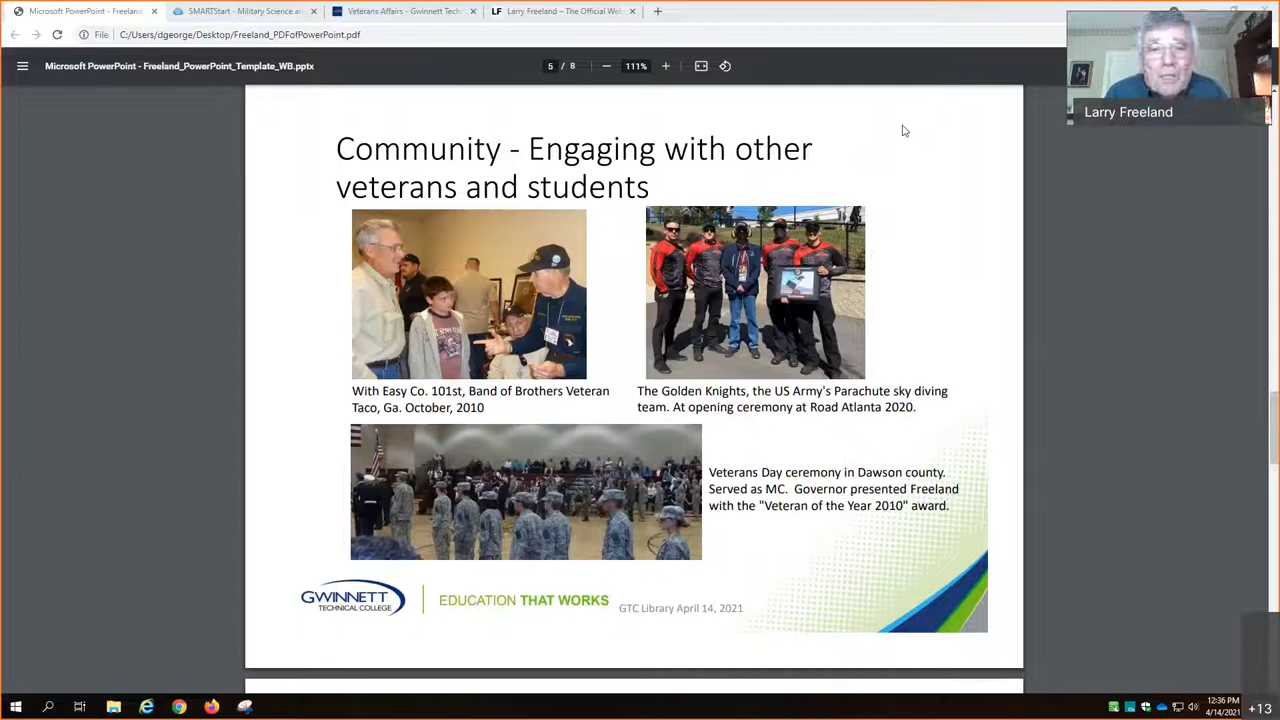 Microsoft PowerPoint - Freeland_
SMARTStart - Military Science an
Veterans Affairs - Gwinnett Tech
LF Larry Freeland – The Official Web
File C:/Users/dgeorge/Desktop/Freeland_PDFofPowerPoint.pdf
Microsoft PowerPoint - Freeland_PowerPoint_Template_WB.pptx
5 / 8
111%
Larry Freeland
Community - Engaging with other
veterans and students
With Easy Co. 101st, Band of Brothers Veteran
Taco, Ga. October, 2010
The Golden Knights, the US Army's Parachute sky diving
team. At opening ceremony at Road Atlanta 2020.
Veterans Day ceremony in Dawson county.
Served as MC. Governor presented Freeland
with the "Veteran of the Year 2010" award.
GWINNETT
TECHNICAL COLLEGE
EDUCATION THAT WORKS
GTC Library April 14, 2021
12:36 PM
4/14/2021
+13